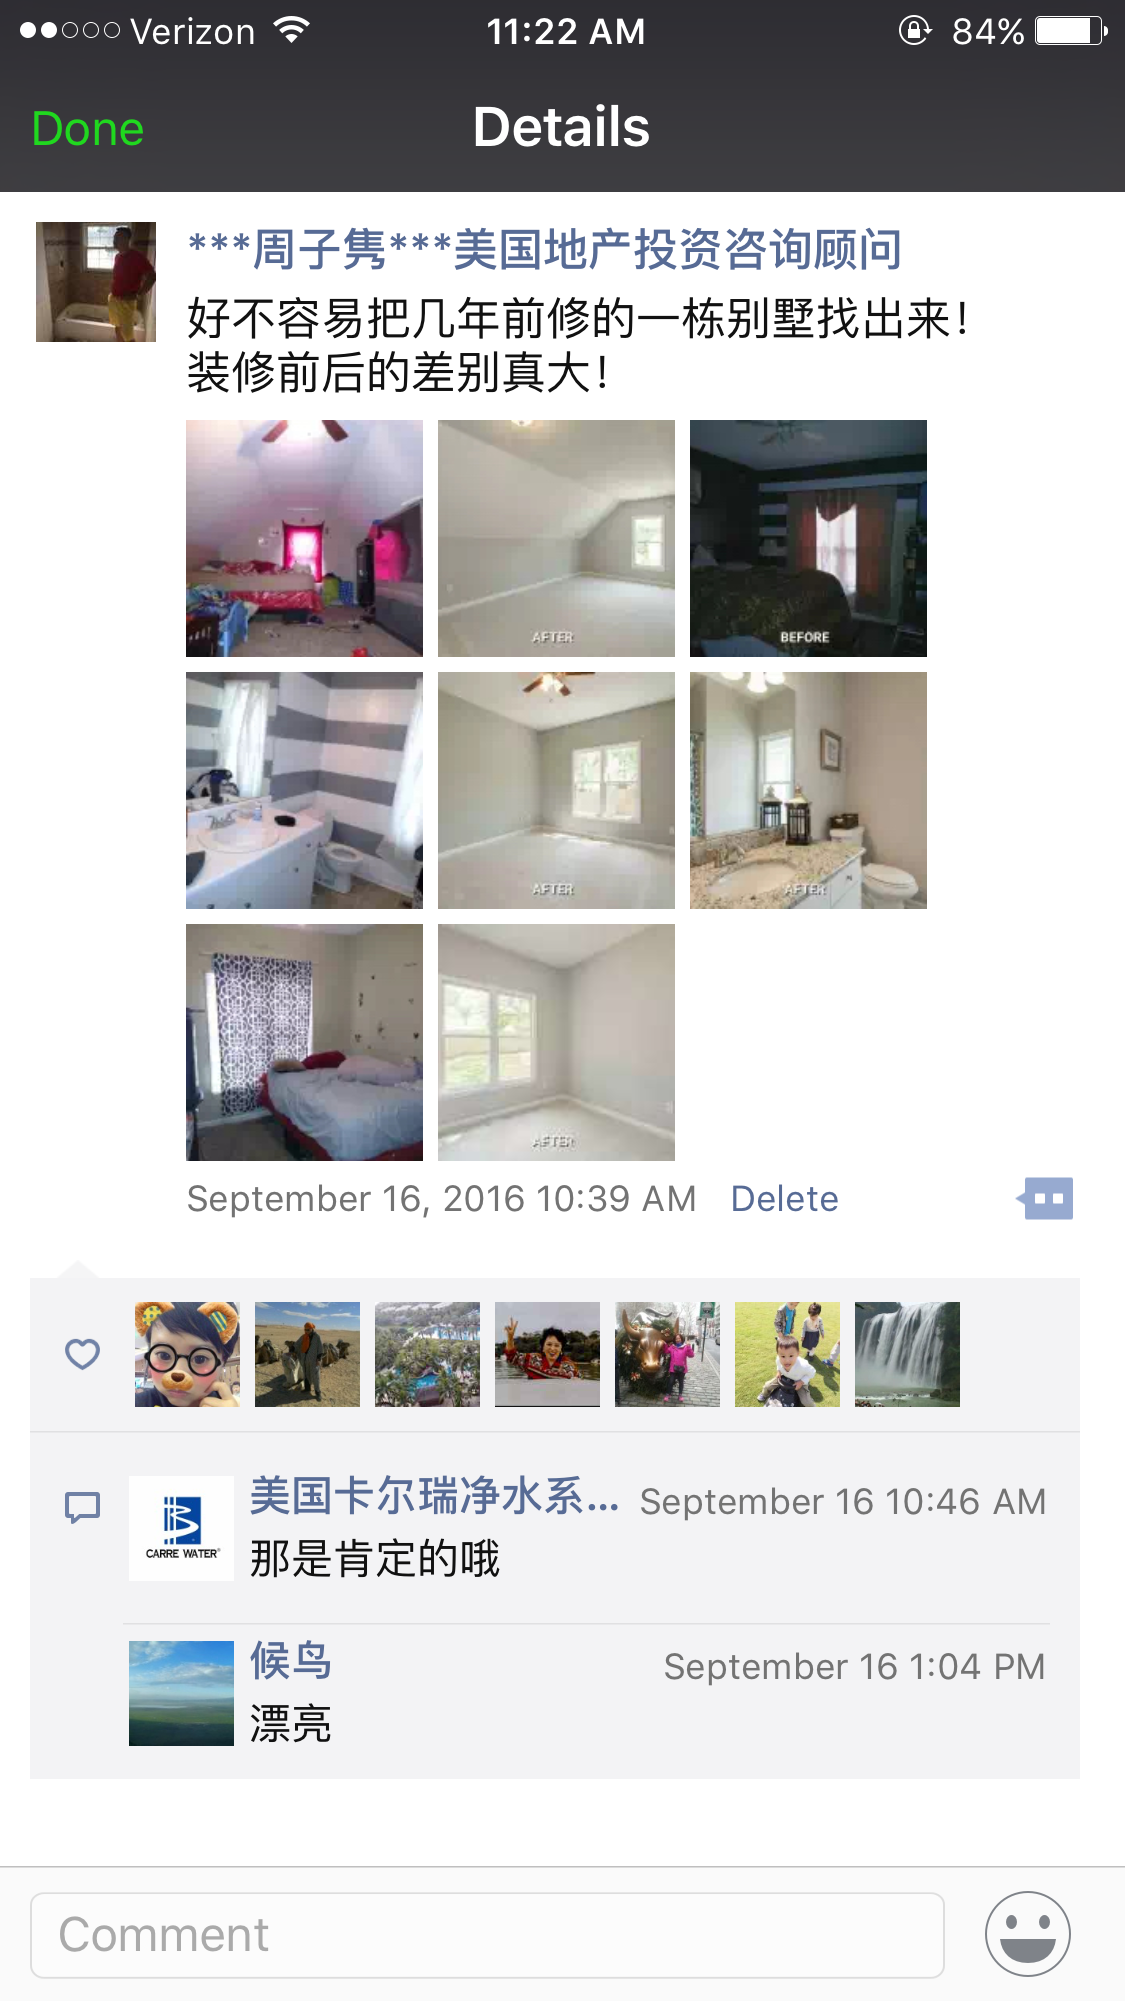 Verizon 11:22 AM 84%
Done Details
***周子隽***美国地产投资咨询顾问
好不容易把几年前修的一栋别墅找出来！
装修前后的差别真大！
AFTER BEFORE
AFTER AFTER
AFTER
September 16, 2016 10:39 AM Delete
美国卡尔瑞净水系... September 16 10:46 AM
CARRE WATER
那是肯定的哦
候鸟 September 16 1:04 PM
漂亮
Comment